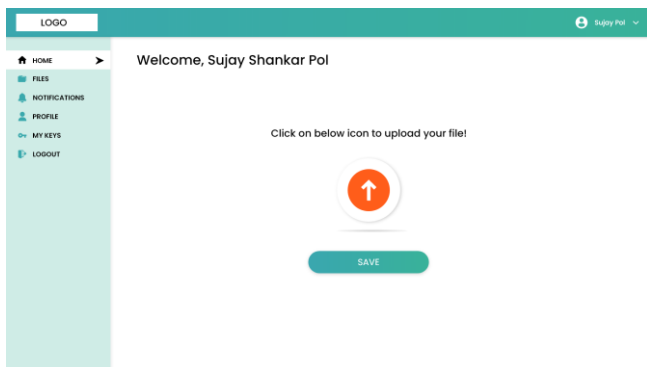 LOGO
Sujay Pol
HOME
FILES
NOTIFICATIONS
PROFILE
MY KEYS
LOGOUT
Welcome, Sujay Shankar Pol
Click on below icon to upload your file!
SAVE